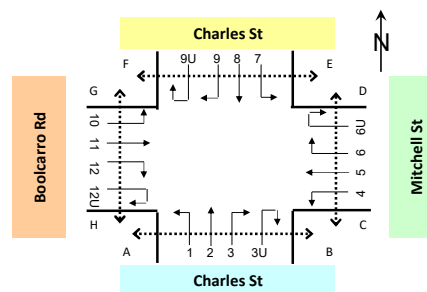 Charles St
N
F
9U 9 8 7
E
G
D
Boolcarro Rd
10
11
12
12U
6U
6
5
4
Mitchell St
H
C
A
1 2 3 3U
B
Charles St